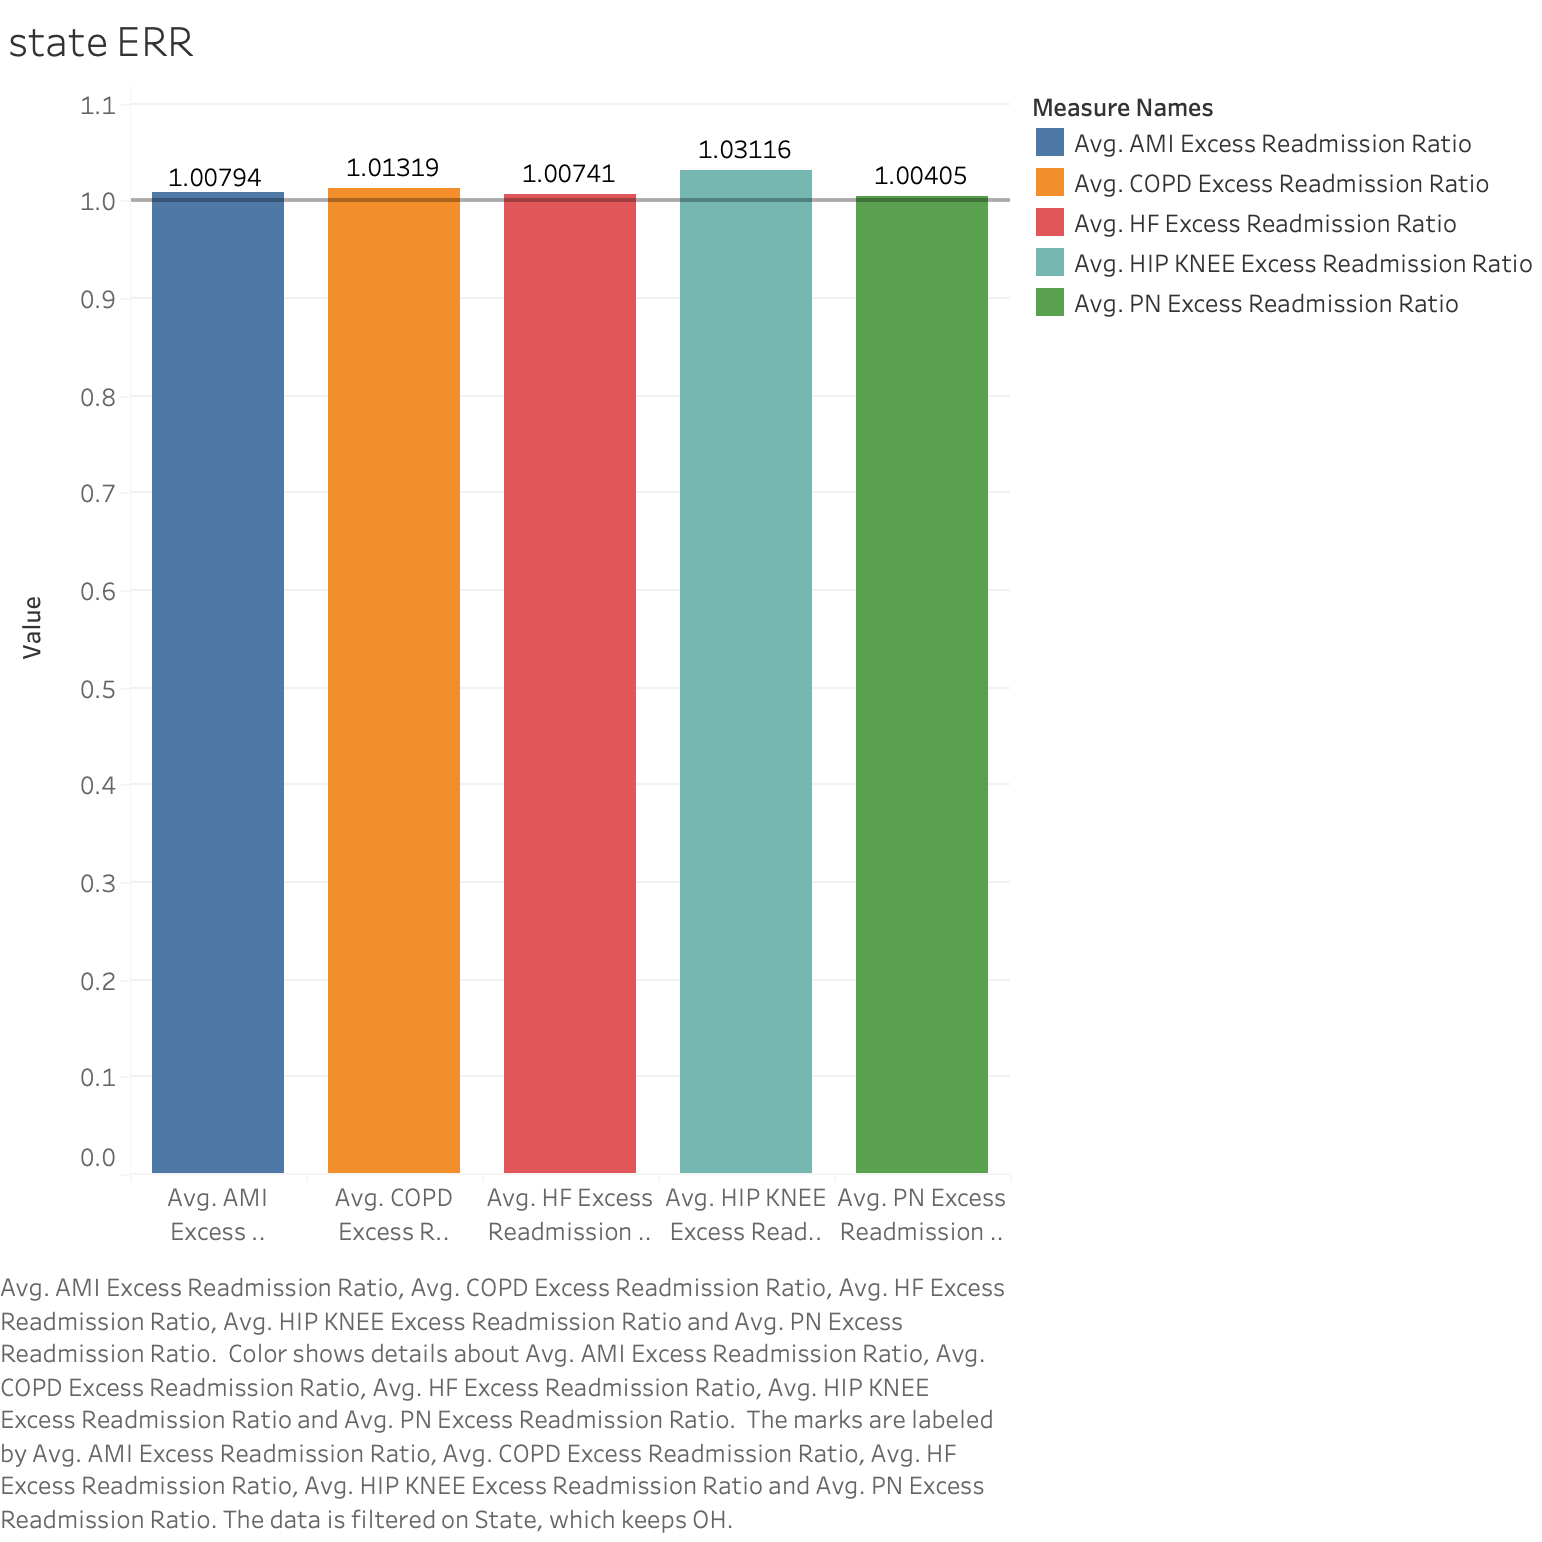 state ERR
1.1
1.0
0.9
0.8
0.7
0.6
0.5
0.4
0.3
0.2
0.1
0.0
Value
1.00794
1.01319
1.00741
1.03116
1.00405
Avg. AMI
Excess ..
Avg. COPD
Excess R..
Avg. HF Excess
Readmission ..
Avg. HIP KNEE
Excess Read..
Avg. PN Excess
Readmission ..
Measure Names
Avg. AMI Excess Readmission Ratio
Avg. COPD Excess Readmission Ratio
Avg. HF Excess Readmission Ratio
Avg. HIP KNEE Excess Readmission Ratio
Avg. PN Excess Readmission Ratio
Avg. AMI Excess Readmission Ratio, Avg. COPD Excess Readmission Ratio, Avg. HF Excess
Readmission Ratio, Avg. HIP KNEE Excess Readmission Ratio and Avg. PN Excess
Readmission Ratio.  Color shows details about Avg. AMI Excess Readmission Ratio, Avg.
COPD Excess Readmission Ratio, Avg. HF Excess Readmission Ratio, Avg. HIP KNEE
Excess Readmission Ratio and Avg. PN Excess Readmission Ratio.  The marks are labeled
by Avg. AMI Excess Readmission Ratio, Avg. COPD Excess Readmission Ratio, Avg. HF
Excess Readmission Ratio, Avg. HIP KNEE Excess Readmission Ratio and Avg. PN Excess
Readmission Ratio. The data is filtered on State, which keeps OH.